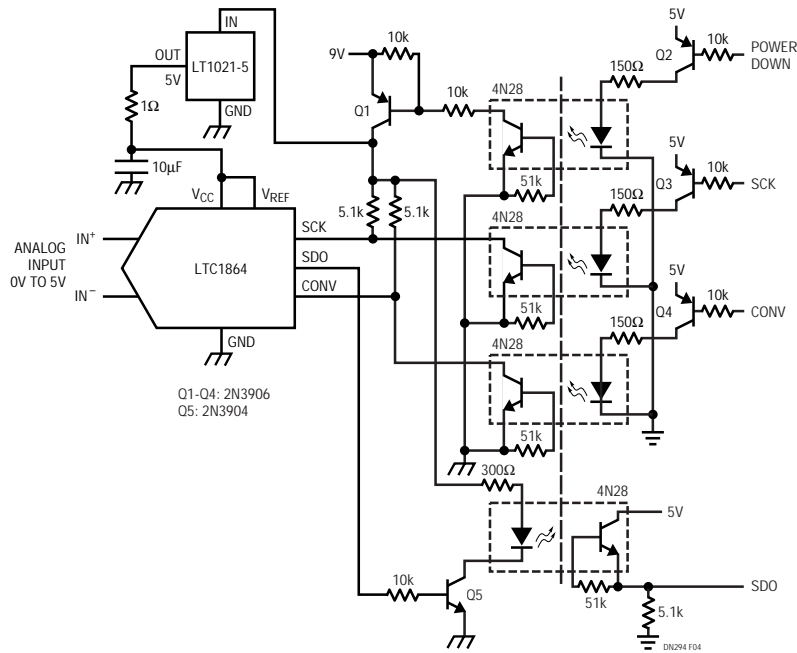 IN
OUT
5V
LT1021-5
GND
1Ω
10µF
VCC
VREF
ANALOG
INPUT
0V TO 5V
IN+
IN−
LTC1864
SCK
SDO
CONV
GND
Q1-Q4: 2N3906
Q5: 2N3904
9V
10k
Q1
10k
5.1k
5.1k
4N28
51k
4N28
51k
4N28
51k
300Ω
10k
Q5
5V
Q2
10k
POWER
DOWN
150Ω
5V
Q3
10k
SCK
150Ω
5V
Q4
10k
CONV
150Ω
4N28
5V
51k
SDO
5.1k
DN294 F04